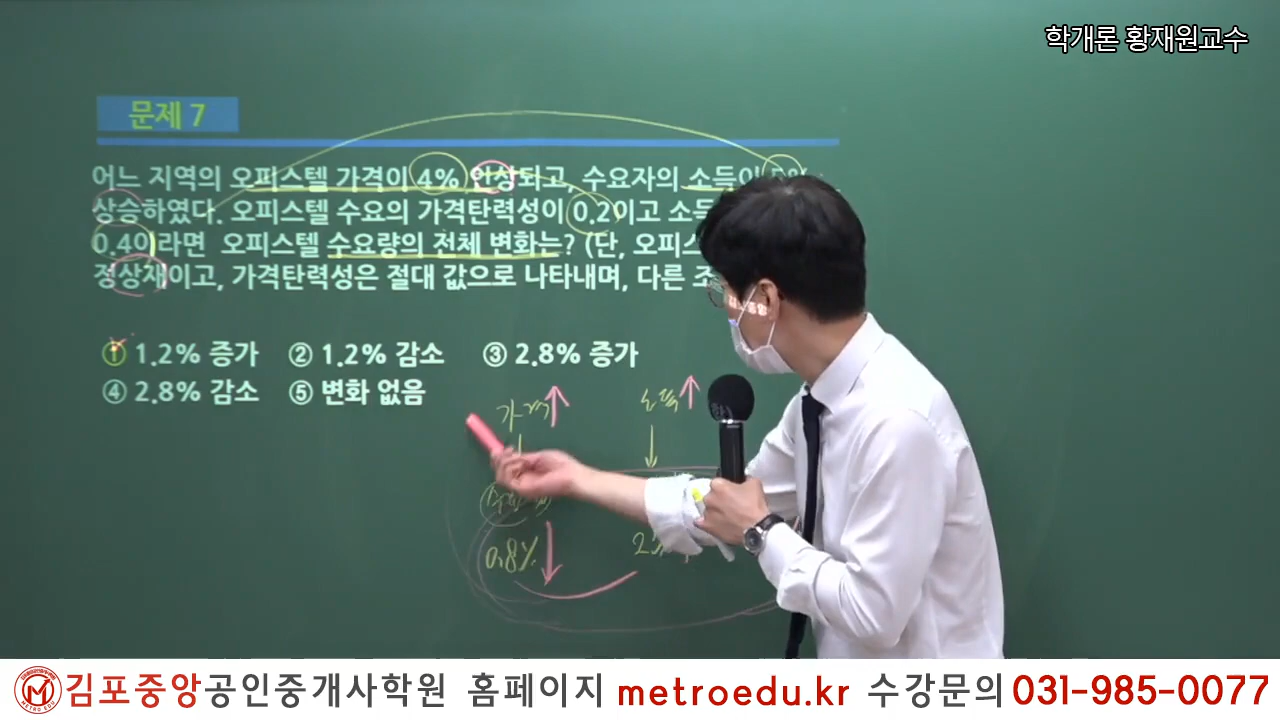 학개론 황재원교수
문제 7
어느 지역의 오피스텔 가격이 4% 인상되고, 수요자의 소득이 5%
상승하였다. 오피스텔 수요의 가격탄력성이 0.2이고 소득
0.4이라면 오피스텔 수요량의 전체 변화는? (단, 오피스
정상재이고, 가격탄력성은 절대 값으로 나타내며, 다른 조
① 1.2% 증가 ② 1.2% 감소 ③ 2.8% 증가
④ 2.8% 감소 ⑤ 변화 없음
가격 소득
0.8%
김포중앙공인중개사학원 홈페이지 metroedu.kr 수강문의 031-985-0077